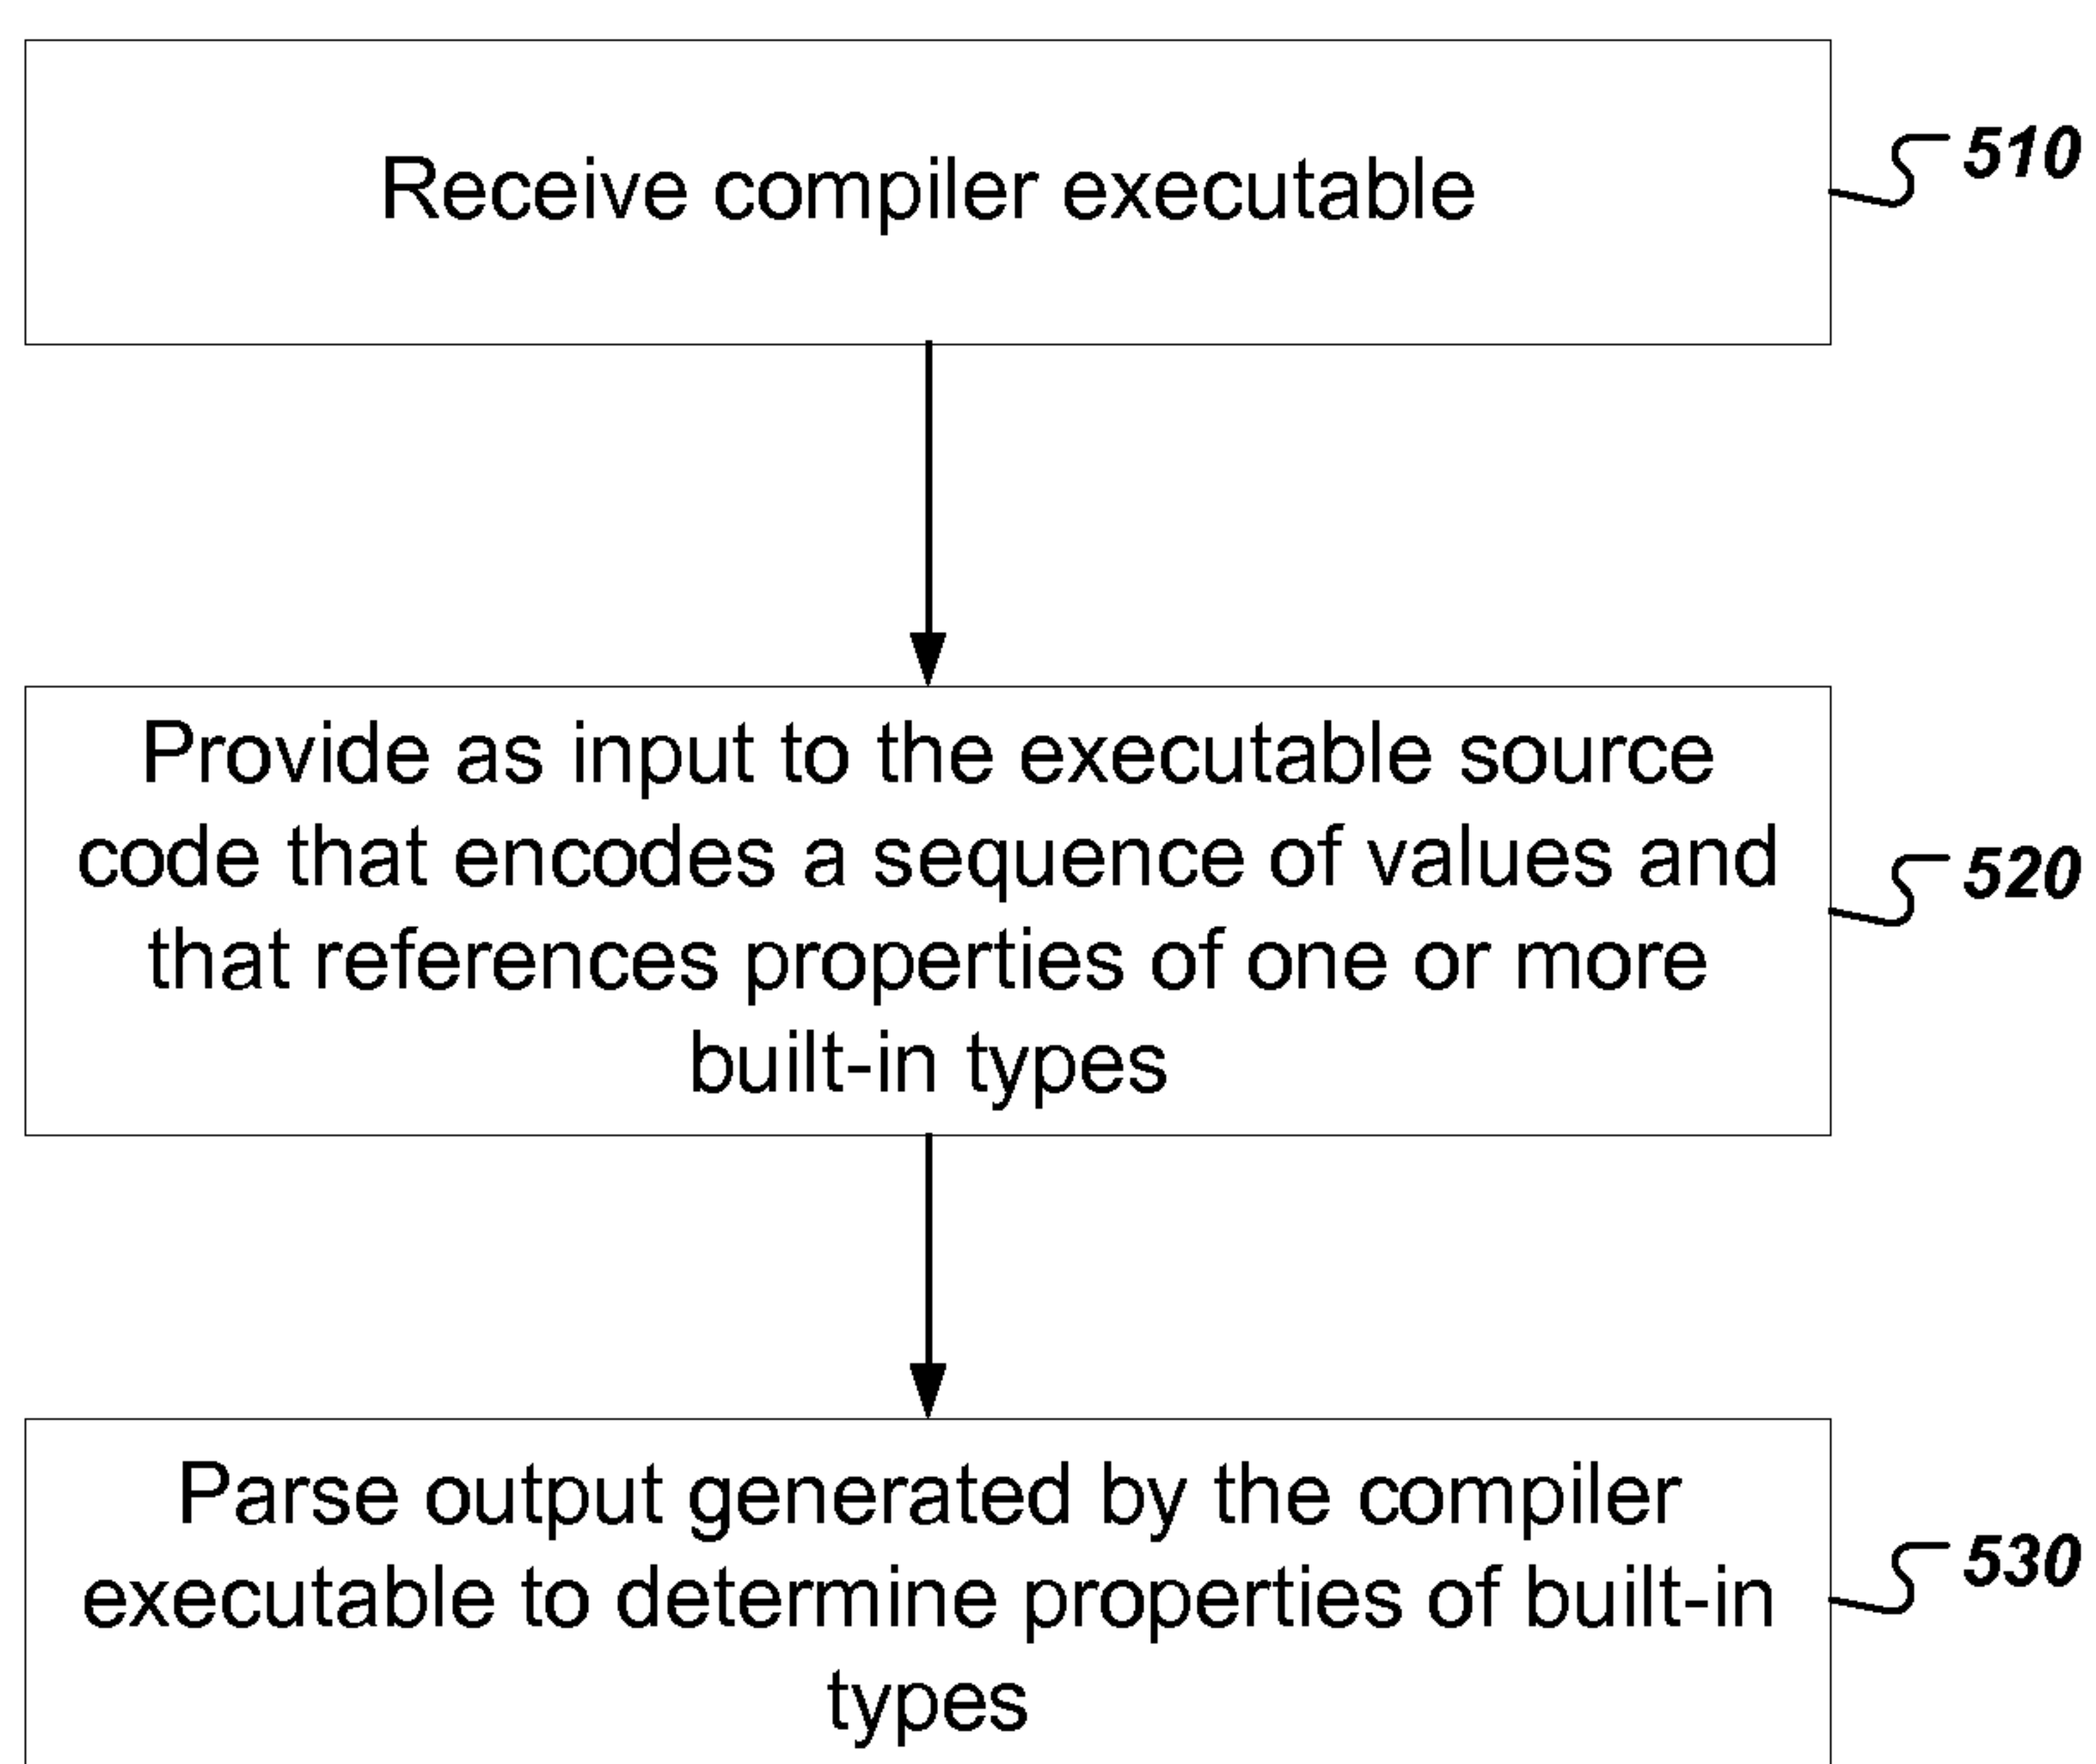 Receive compiler executable
510
Provide as input to the executable source
code that encodes a sequence of values and
that references properties of one or more
built-in types
520
Parse output generated by the compiler
executable to determine properties of built-in
types
530